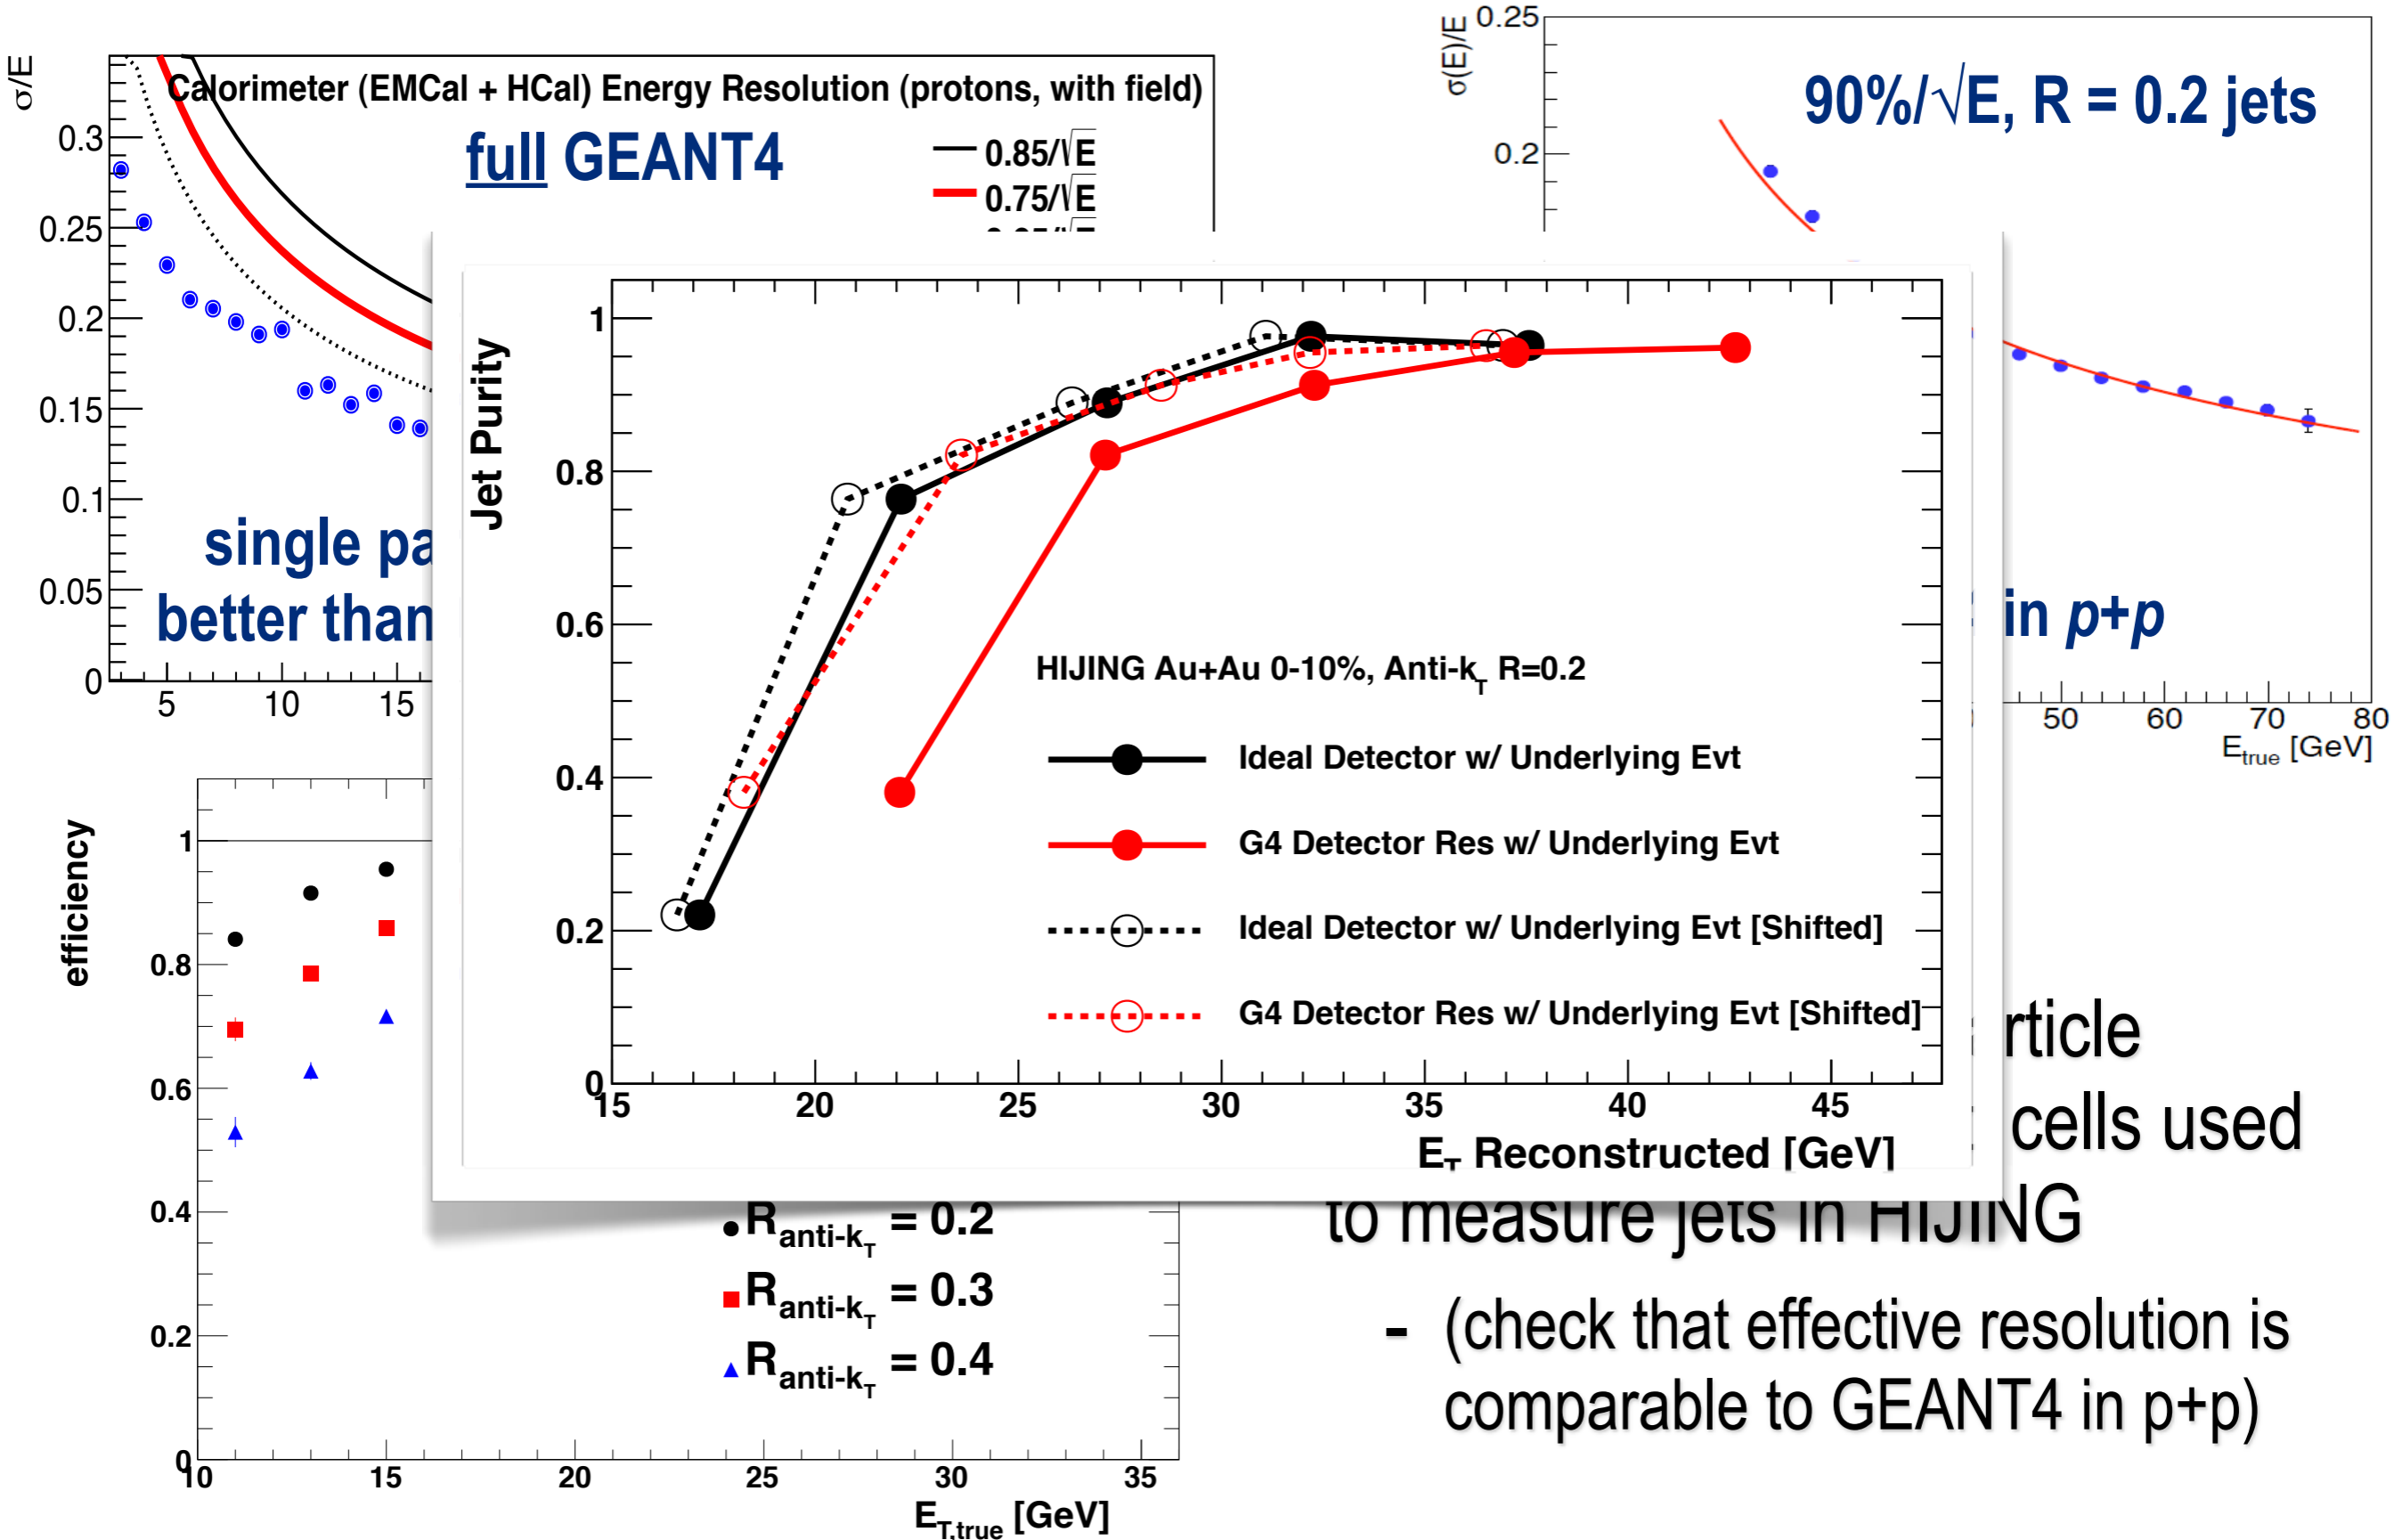 σ/E
Calorimeter (EMCal + HCal) Energy Resolution (protons, with field)
full GEANT4
0.85/√E
0.75/√E
0.3
0.25
0.2
0.15
0.1
0.05
0
5 10 15
single
better than
σ(E)/E
0.25
0.2
90%/√E, R = 0.2 jets
in p+p
50 60 70 80
E_true [GeV]
Jet Purity
1
0.8
0.6
0.4
0.2
0
15 20 25 30 35 40 45
E_T Reconstructed [GeV]
HIJING Au+Au 0-10%, Anti-k_T R=0.2
Ideal Detector w/ Underlying Evt
G4 Detector Res w/ Underlying Evt
Ideal Detector w/ Underlying Evt [Shifted]
G4 Detector Res w/ Underlying Evt [Shifted]
efficiency
1
0.8
0.6
0.4
0.2
0
10 15 20 25 30 35
E_T,true [GeV]
R_anti-k_T = 0.2
R_anti-k_T = 0.3
R_anti-k_T = 0.4
cells used
to measure jets in HIJING
- (check that effective resolution is
comparable to GEANT4 in p+p)